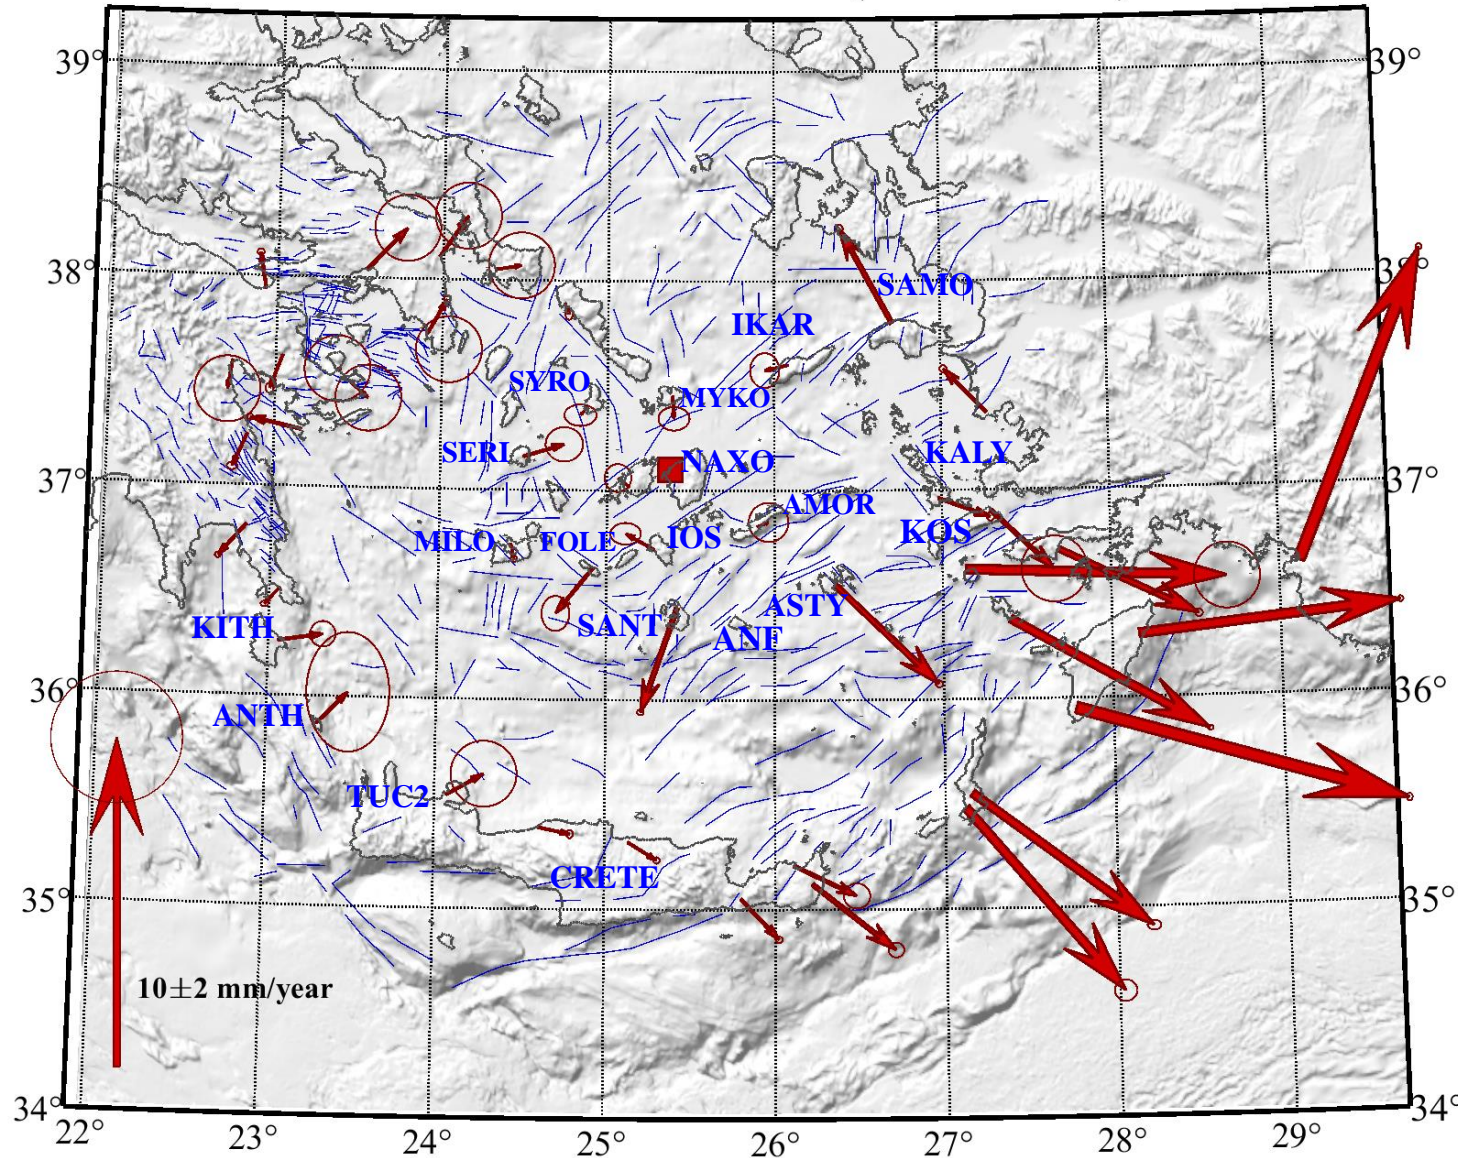 39°
39°
38°
38°
SAMO
IKAR
SYRO
MYKO
SERI
NAXO
KALY
37°
37°
AMOR
MILO
FOLE
IOS
KOS
ASTY
KITH
SANT
ANF
36°
36°
ANTH
TUC2
CRETE
35°
35°
10±2 mm/year
34°
34°
22°
23°
24°
25°
26°
27°
28°
29°